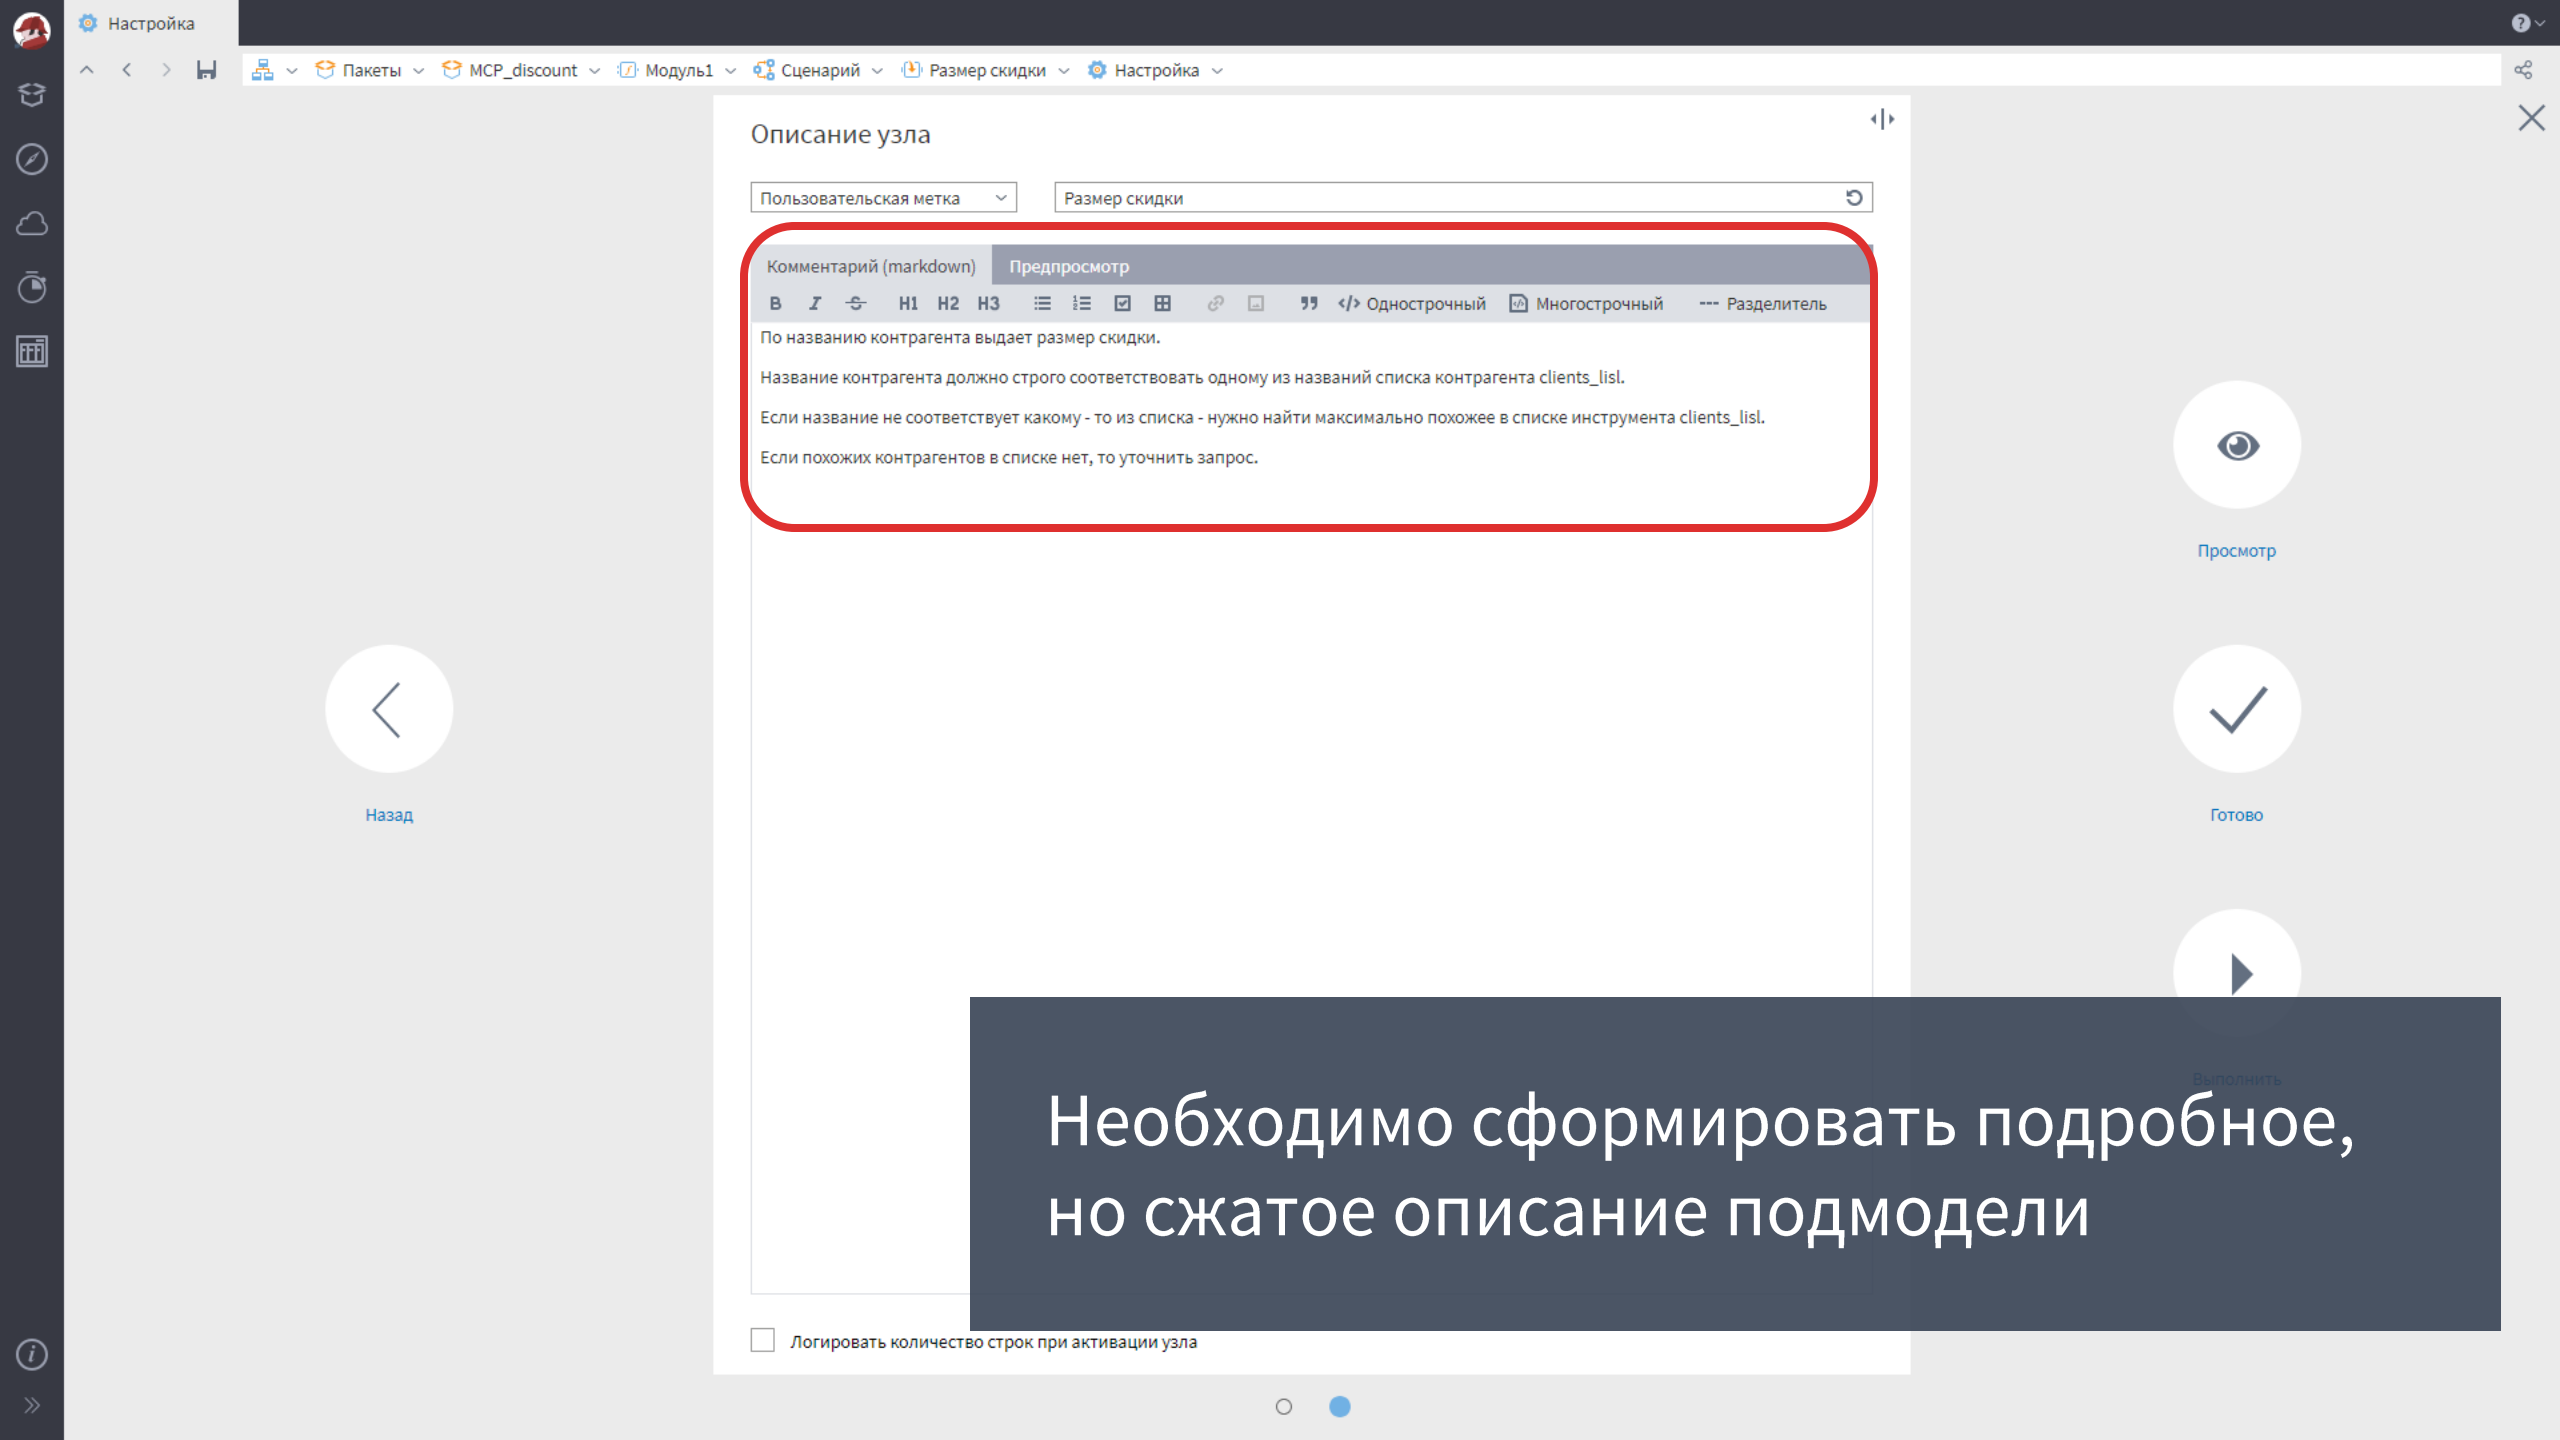 Настройка
Пакеты MCP_discount Модуль1 Сценарий Размер скидки Настройка
Описание узла
Пользовательская метка Размер скидки
Комментарий (markdown) Предпросмотр
B I S H1 H2 H3 Однострочный Многострочный --- Разделитель
По названию контрагента выдает размер скидки.
Название контрагента должно строго соответствовать одному из названий списка контрагента clients_lisl.
Если название не соответствует какому - то из списка - нужно найти максимально похожее в списке инструмента clients_lisl.
Если похожих контрагентов в списке нет, то уточнить запрос.
Просмотр
Назад
Готово
Выполнить
Необходимо сформировать подробное,
но сжатое описание подмодели
Логировать количество строк при активации узла